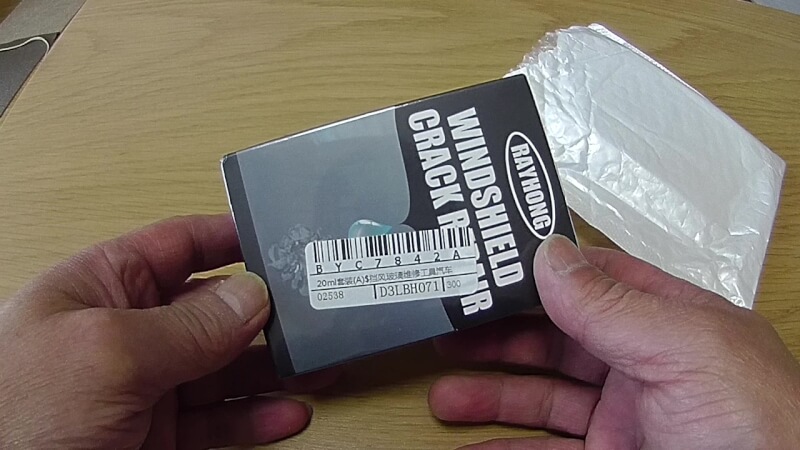 RAYHONG
WINDSHIELD
CRACK REPAIR
BYC7842A
20ml套装(A)$挡风玻璃维修工具汽车
02538 D3LBH071 300